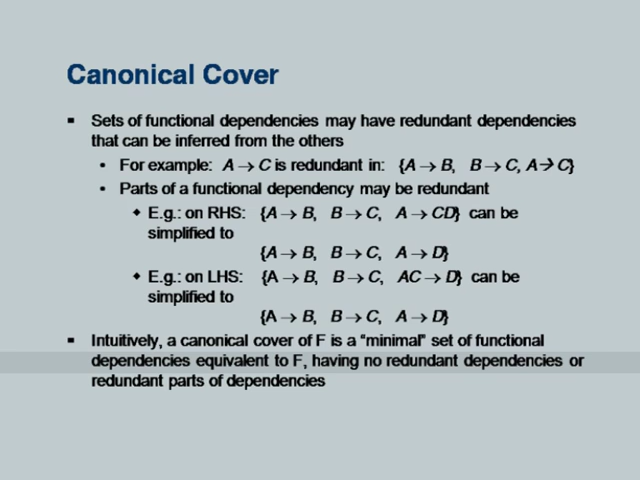 Canonical Cover
▪ Sets of functional dependencies may have redundant dependencies
that can be inferred from the others
• For example: A → C is redundant in: {A → B, B → C, A→ C}
• Parts of a functional dependency may be redundant
◆ E.g.: on RHS: {A → B, B → C, A → CD} can be
simplified to
{A → B, B → C, A → D}
◆ E.g.: on LHS: {A → B, B → C, AC → D} can be
simplified to
{A → B, B → C, A → D}
▪ Intuitively, a canonical cover of F is a "minimal" set of functional
dependencies equivalent to F, having no redundant dependencies or
redundant parts of dependencies